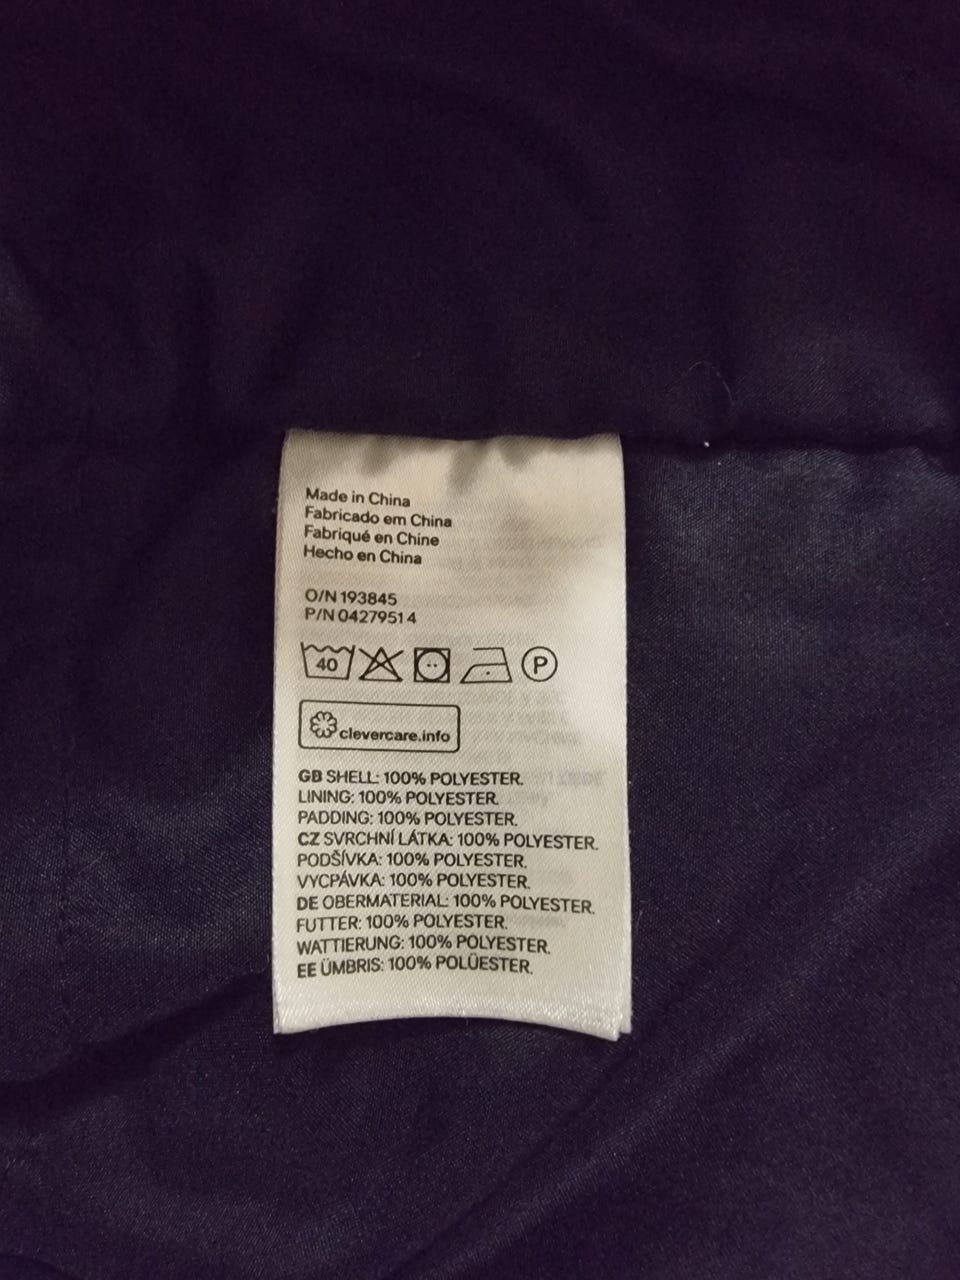 Made in China
Fabricado em China
Fabriqué en Chine
Hecho en China
O/N 193845
P/N 04279514
40 P
clevercare.info
GB SHELL: 100% POLYESTER.
LINING: 100% POLYESTER.
PADDING: 100% POLYESTER.
CZ SVRCHNÍ LÁTKA: 100% POLYESTER.
PODŠÍVKA: 100% POLYESTER.
VYCPÁVKA: 100% POLYESTER.
DE OBERMATERIAL: 100% POLYESTER.
FUTTER: 100% POLYESTER.
WATTIERUNG: 100% POLYESTER.
EE ÜMBRIS: 100% POLÜESTER.